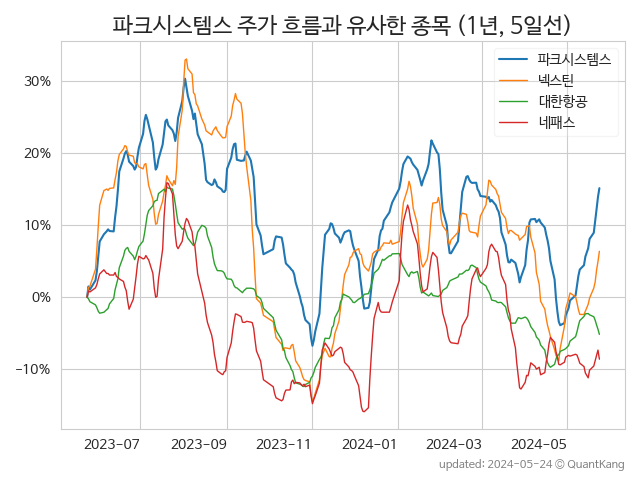 파크시스템스 주가 흐름과 유사한 종목 (1년, 5일선)
파크시스템스
넥스틴
대한항공
네패스
30%
20%
10%
0%
−10%
2023-07 2023-09 2023-11 2024-01 2024-03 2024-05
updated: 2024-05-24 © QuantKang